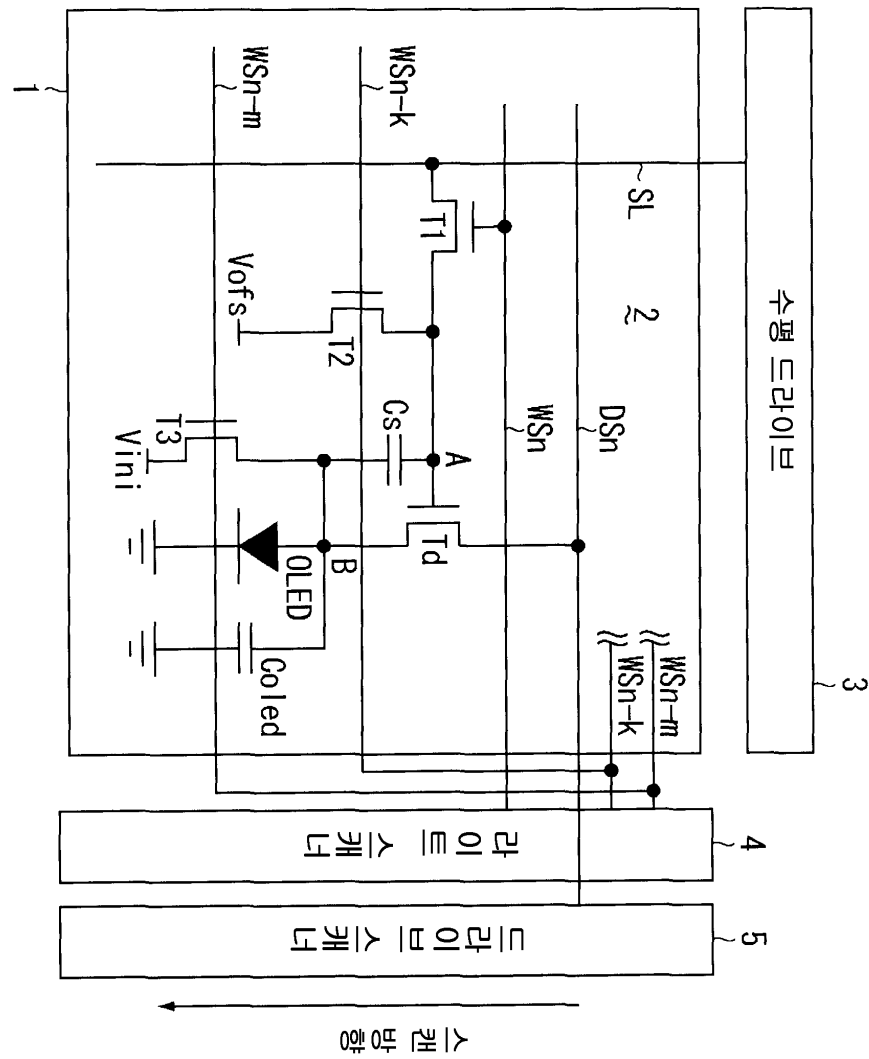 수평 드라이브
3
1
WSn-m
WSn-k
SL
2
T1
Vofs
T2
WSn
DSn
T3
Vini
Cs
A
Td
B
OLED
Coled
WSn-m
WSn-k
라이트 스캐너
4
드라이브 스캐너
5
스캔 방향